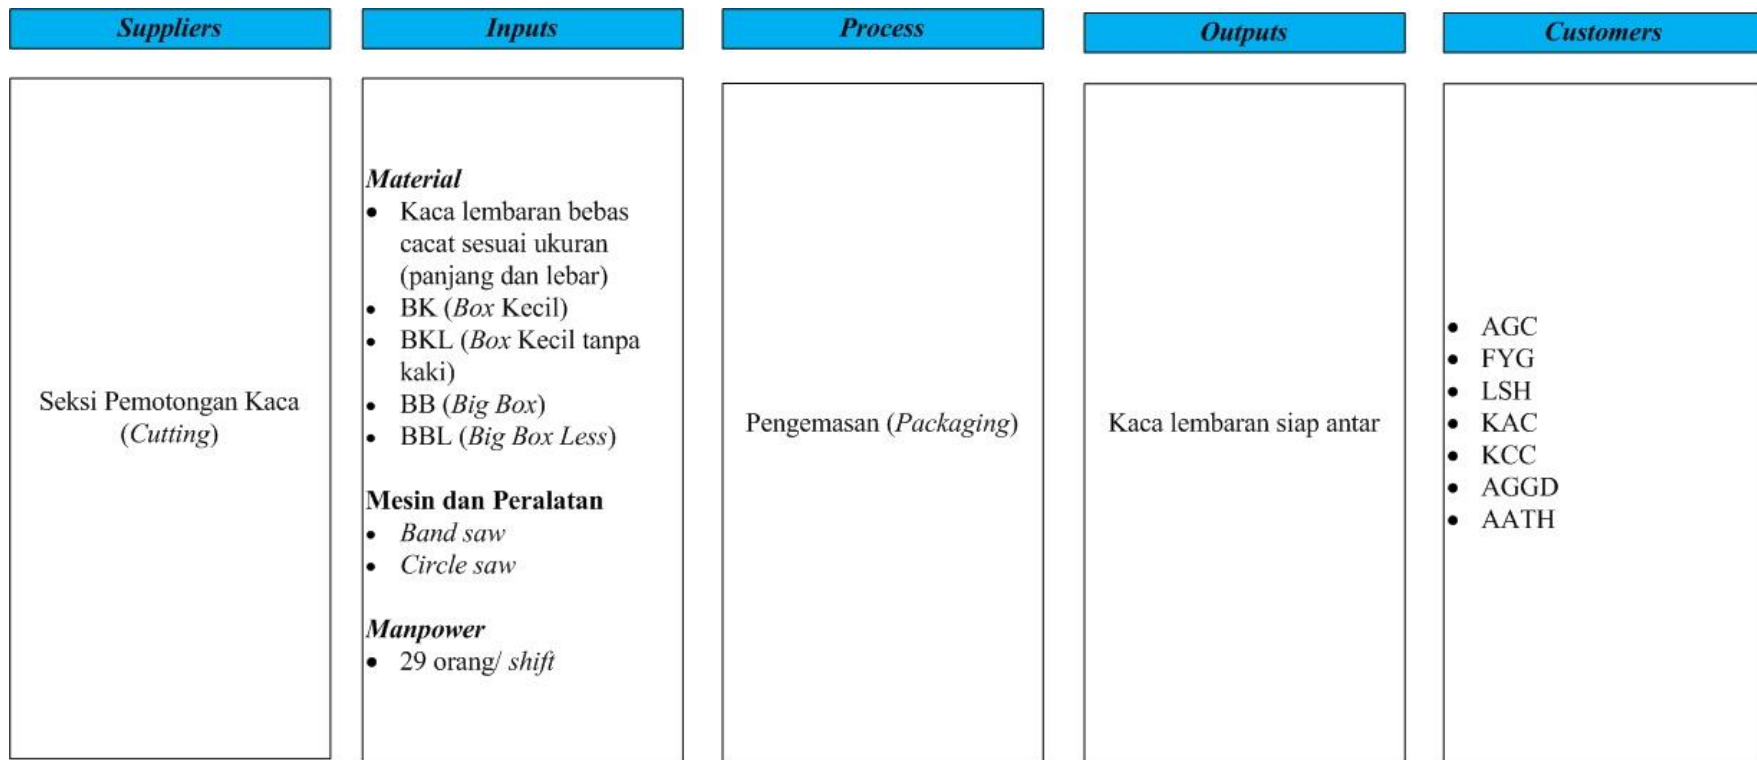 Suppliers
Inputs
Process
Outputs
Customers
Seksi Pemotongan Kaca
(Cutting)
Material
• Kaca lembaran bebas
cacat sesuai ukuran
(panjang dan lebar)
• BK (Box Kecil)
• BKL (Box Kecil tanpa
kaki)
• BB (Big Box)
• BBL (Big Box Less)
Mesin dan Peralatan
• Band saw
• Circle saw
Manpower
• 29 orang/ shift
Pengemasan (Packaging)
Kaca lembaran siap antar
• AGC
• FYG
• LSH
• KAC
• KCC
• AGGD
• AATH